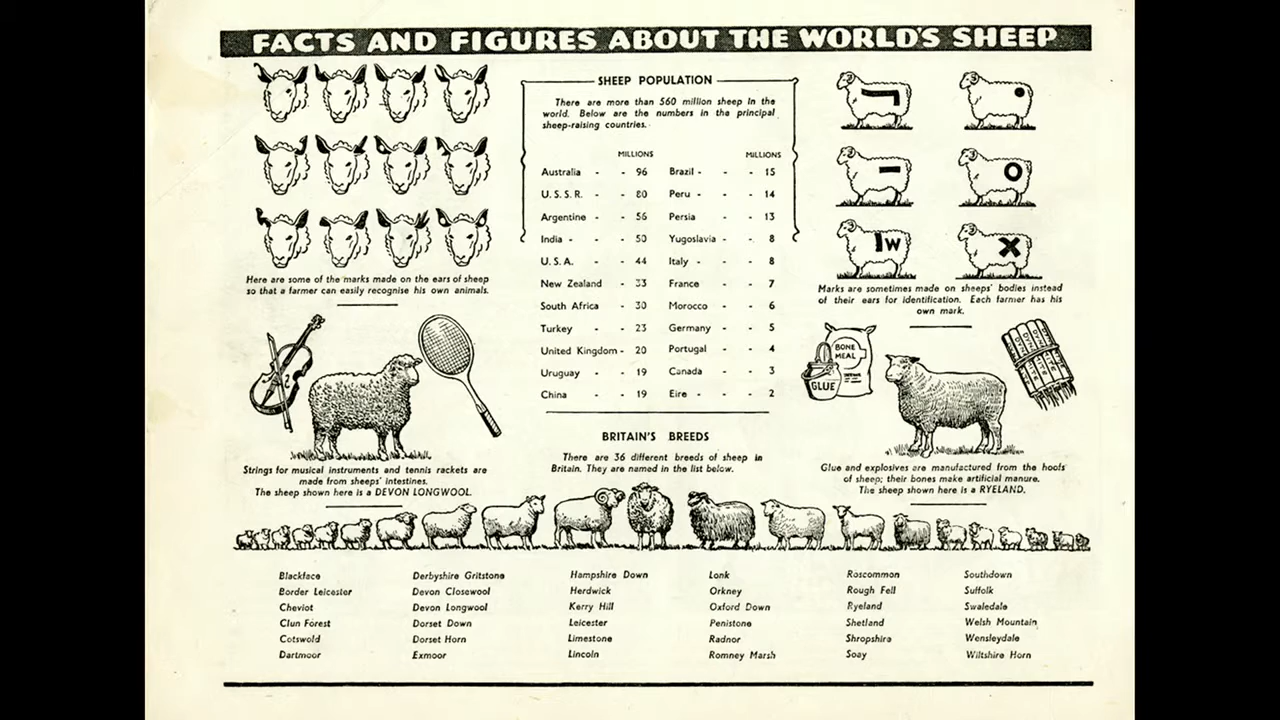 FACTS AND FIGURES ABOUT THE WORLD'S SHEEP
Here are some of the marks made on the ears of sheep
so that a farmer can easily recognise his own animals.
Strings for musical instruments and tennis rackets are
made from sheeps' intestines.
The sheep shown here is a DEVON LONGWOOL.
SHEEP POPULATION
There are more than 560 million sheep in the
world. Below are the numbers in the principal
sheep-raising countries.
MILLIONS MILLIONS
Australia - - 96 Brazil - - - 15
U. S. S. R. - - 80 Peru - - - 14
Argentine - - 56 Persia - - 13
India - - - 50 Yugoslavia - - 8
U. S. A. - - 44 Italy - - - 8
New Zealand - 33 France - - 7
South Africa - 30 Morocco - - 6
Turkey - - 23 Germany - - 5
United Kingdom - 20 Portugal - - 4
Uruguay - - 19 Canada - - 3
China - - 19 Eire - - - 2
BRITAIN'S BREEDS
There are 36 different breeds of sheep in
Britain. They are named in the list below.
IW
O
X
Marks are sometimes made on sheeps' bodies instead
of their ears for identification. Each farmer has his
own mark.
BONE
MEAL
GLUE
DYNAMITE
Glue and explosives are manufactured from the hoofs
of sheep; their bones make artificial manure.
The sheep shown here is a RYELAND.
Blackface Derbyshire Gritstone Hampshire Down Lonk Roscommon Southdown
Border Leicester Devon Closewool Herdwick Orkney Rough Fell Suffolk
Cheviot Devon Longwool Kerry Hill Oxford Down Ryeland Swaledale
Clun Forest Dorset Down Leicester Penistone Shetland Welsh Mountain
Cotswold Dorset Horn Limestone Radnor Shropshire Wensleydale
Dartmoor Exmoor Lincoln Romney Marsh Soay Wiltshire Horn